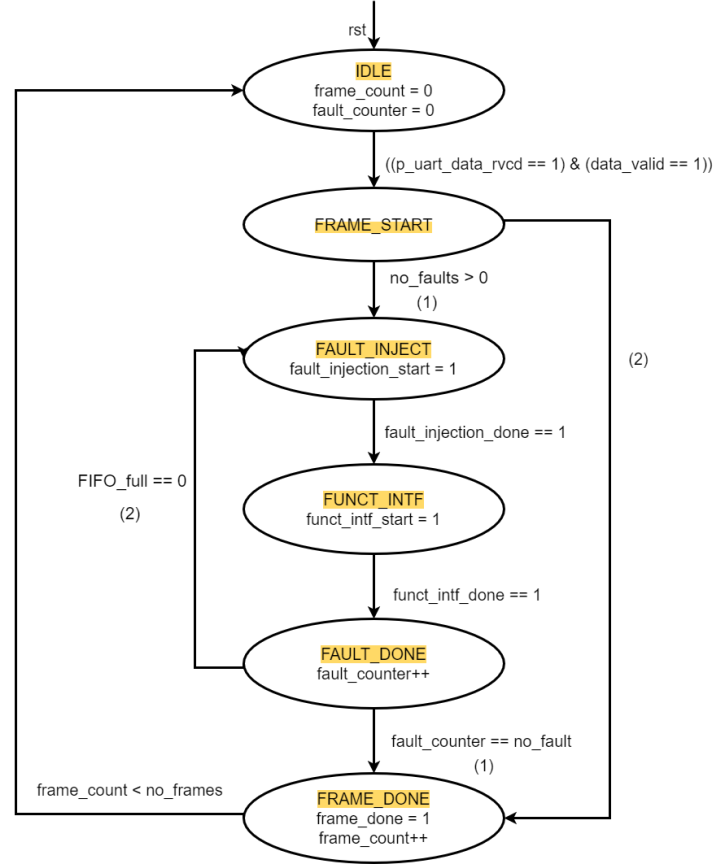 rst
IDLE
frame_count = 0
fault_counter = 0
((p_uart_data_rvcd == 1) & (data_valid == 1))
FRAME_START
no_faults > 0
(1)
FAULT_INJECT
fault_injection_start = 1
(2)
fault_injection_done == 1
FIFO_full == 0
(2)
FUNCT_INTF
funct_intf_start = 1
funct_intf_done == 1
FAULT_DONE
fault_counter++
fault_counter == no_fault
(1)
frame_count < no_frames
FRAME_DONE
frame_done = 1
frame_count++